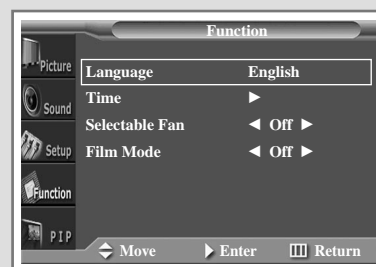 Function
Picture
Sound
Setup
Function
PIP
Language English
Time ►
Selectable Fan ◄ Off ►
Film Mode ◄ Off ►
Move Enter Return